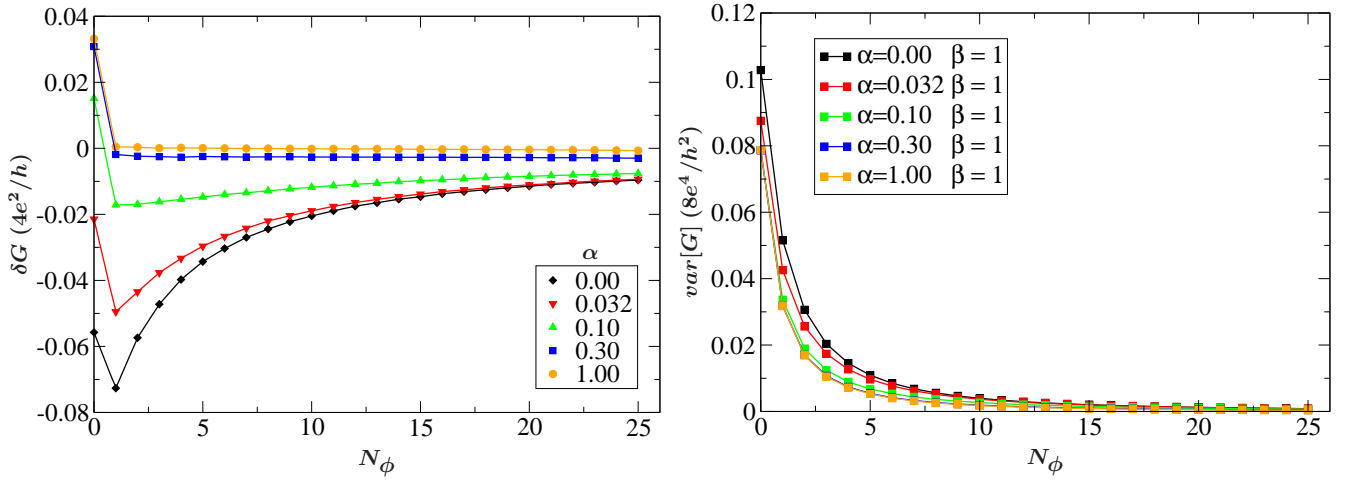 0.04
0.02
0
-0.02
-0.04
-0.06
-0.08
δG (4e²/h)
0 5 10 15 20 25
N_ϕ
α
0.00
0.032
0.10
0.30
1.00
0.12
0.1
0.08
0.06
0.04
0.02
0
var[G] (8e⁴/h²)
0 5 10 15 20 25
N_ϕ
α=0.00 β = 1
α=0.032 β = 1
α=0.10 β = 1
α=0.30 β = 1
α=1.00 β = 1